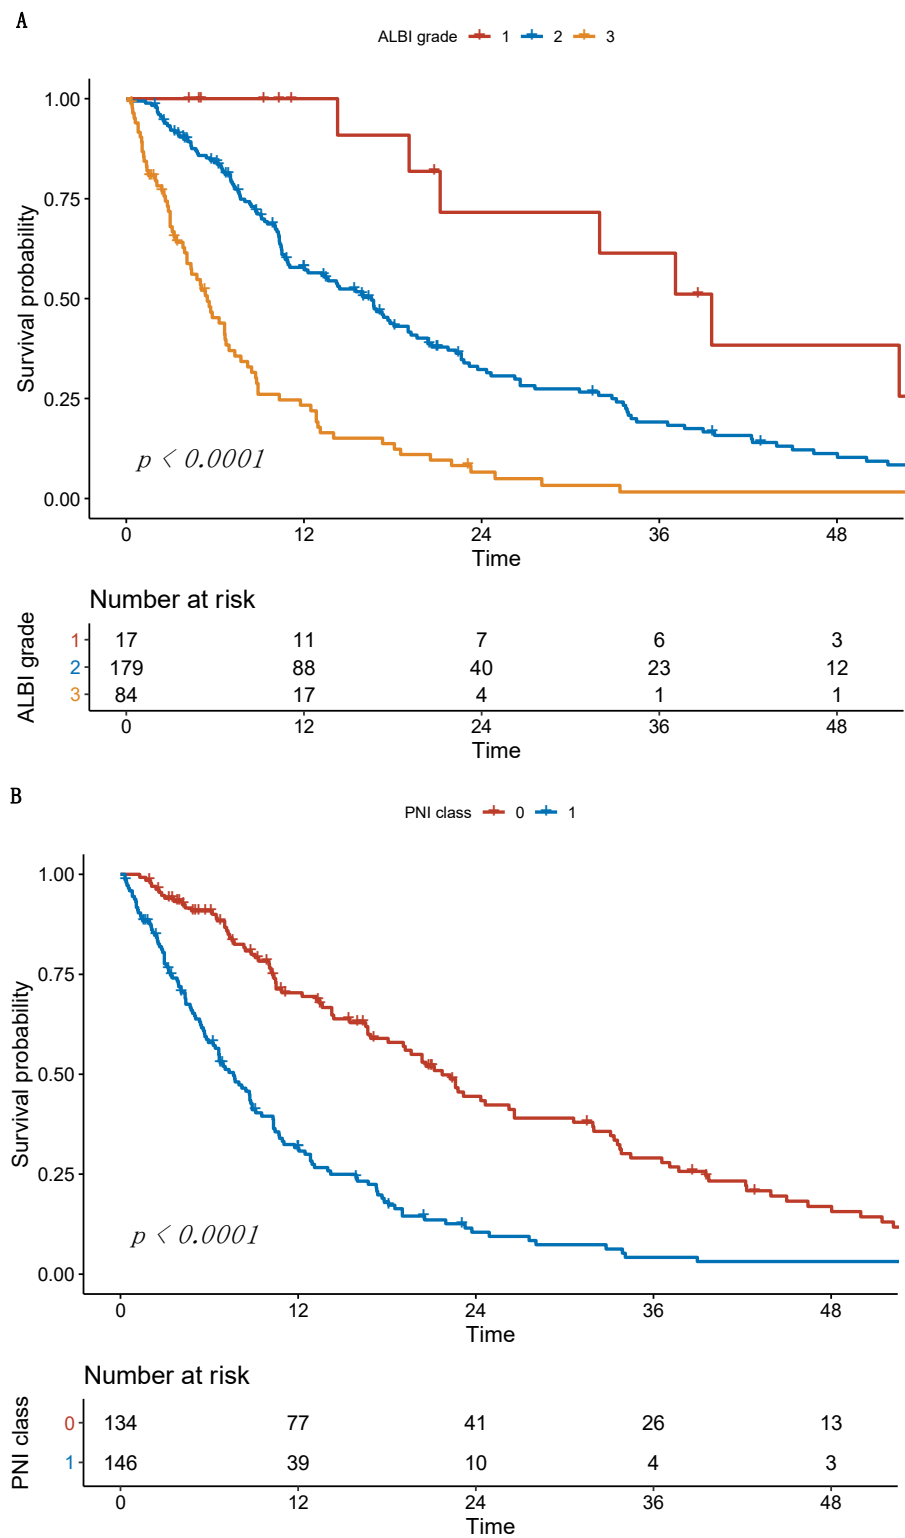 A
ALBI grade 1 2 3
1.00
0.75
0.50
0.25
0.00
Survival probability
p < 0.0001
0 12 24 36 48
Time
Number at risk
ALBI grade
1 17 11 7 6 3
2 179 88 40 23 12
3 84 17 4 1 1
0 12 24 36 48
Time
B
PNI class 0 1
1.00
0.75
0.50
0.25
0.00
Survival probability
p < 0.0001
0 12 24 36 48
Time
Number at risk
PNI class
0 134 77 41 26 13
1 146 39 10 4 3
0 12 24 36 48
Time